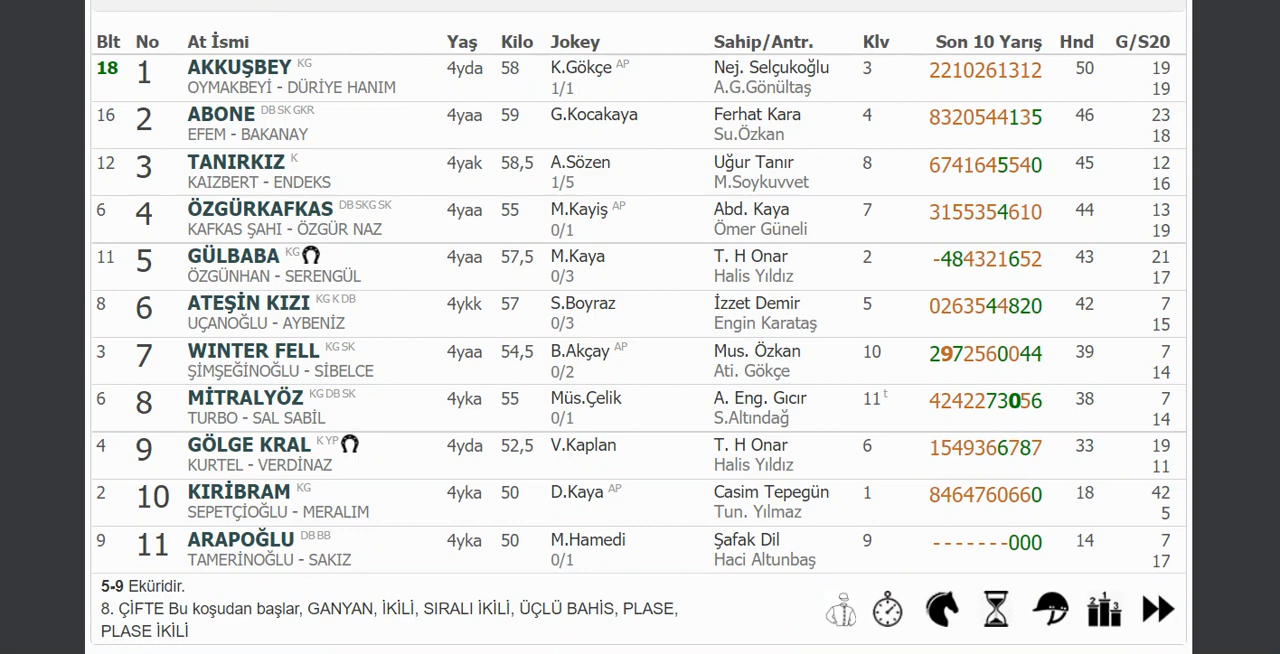 Blt No At İsmi Yaş Kilo Jokey Sahip/Antr. Klv Son 10 Yarış Hnd G/S20
18 1 AKKUŞBEY KG 4yda 58 K.Gökçe AP Nej. Selçukoğlu 3 2210261312 50 19
OYMAKBEYİ - DÜRİYE HANIM 1/1 A.G.Gönültaş 19
16 2 ABONE DB SK GKR 4yaa 59 G.Kocakaya Ferhat Kara 4 8320544135 46 23
EFEM - BAKANAY Su.Özkan 18
12 3 TANIRKIZ K 4yak 58,5 A.Sözen Uğur Tanır 8 6741645540 45 12
KAIZBERT - ENDEKS 1/5 M.Soykuvvet 16
6 4 ÖZGÜRKAFKAS DB SKG SK 4yaa 55 M.Kayiş AP Abd. Kaya 7 3155354610 44 13
KAFKAS ŞAHI - ÖZGÜR NAZ 0/1 Ömer Güneli 19
11 5 GÜLBABA KG 4yaa 57,5 M.Kaya T. H Onar 2 -484321652 43 21
ÖZGÜNHAN - SERENGÜL 0/3 Halis Yıldız 17
8 6 ATEŞİN KIZI KG K DB 4ykk 57 S.Boyraz İzzet Demir 5 0263544820 42 7
UÇANOĞLU - AYBENİZ 0/3 Engin Karataş 15
3 7 WINTER FELL KG SK 4yaa 54,5 B.Akçay AP Mus. Özkan 10 2972560044 39 7
ŞİMŞEĞİNOĞLU - SİBELCE 0/2 Ati. Gökçe 14
6 8 MİTRALYÖZ KG DB SK 4yka 55 Müs.Çelik A. Eng. Gıcır 11 t 4242273056 38 7
TURBO - SAL SABİL 0/1 S.Altındağ 14
4 9 GÖLGE KRAL K YP 4yda 52,5 V.Kaplan T. H Onar 6 1549366787 33 19
KURTEL - VERDİNAZ Halis Yıldız 11
2 10 KIRİBRAM KG 4yka 50 D.Kaya AP Casim Tepegün 1 8464760660 18 42
SEPETÇİOĞLU - MERALIM Tun. Yılmaz 5
9 11 ARAPOĞLU DB BB 4yka 50 M.Hamedi Şafak Dil 9 -------000 14 7
TAMERİNOĞLU - SAKIZ 0/1 Haci Altunbaş 17
5-9 Eküridir.
8. ÇİFTE Bu koşudan başlar, GANYAN, İKİLİ, SIRALI İKİLİ, ÜÇLÜ BAHİS, PLASE,
PLASE İKİLİ
2 1 3